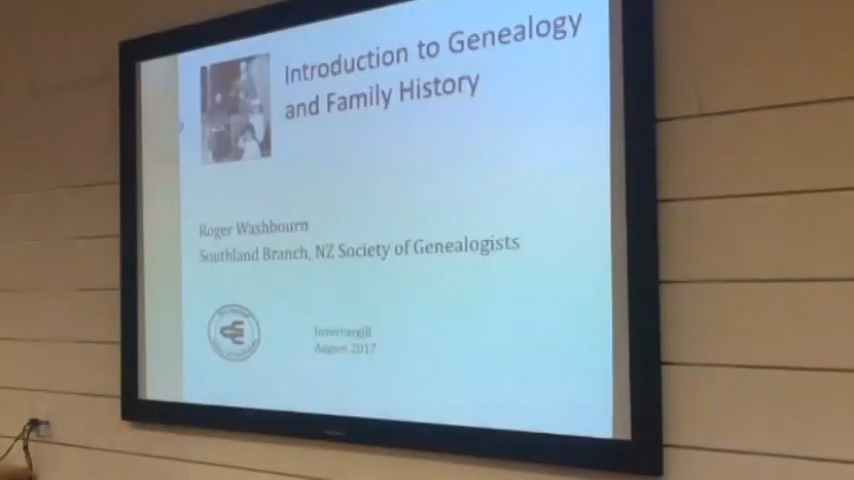 Introduction to Genealogy
and Family History
Roger Washbourn
Southland Branch, NZ Society of Genealogists
Invercargill
August 2017